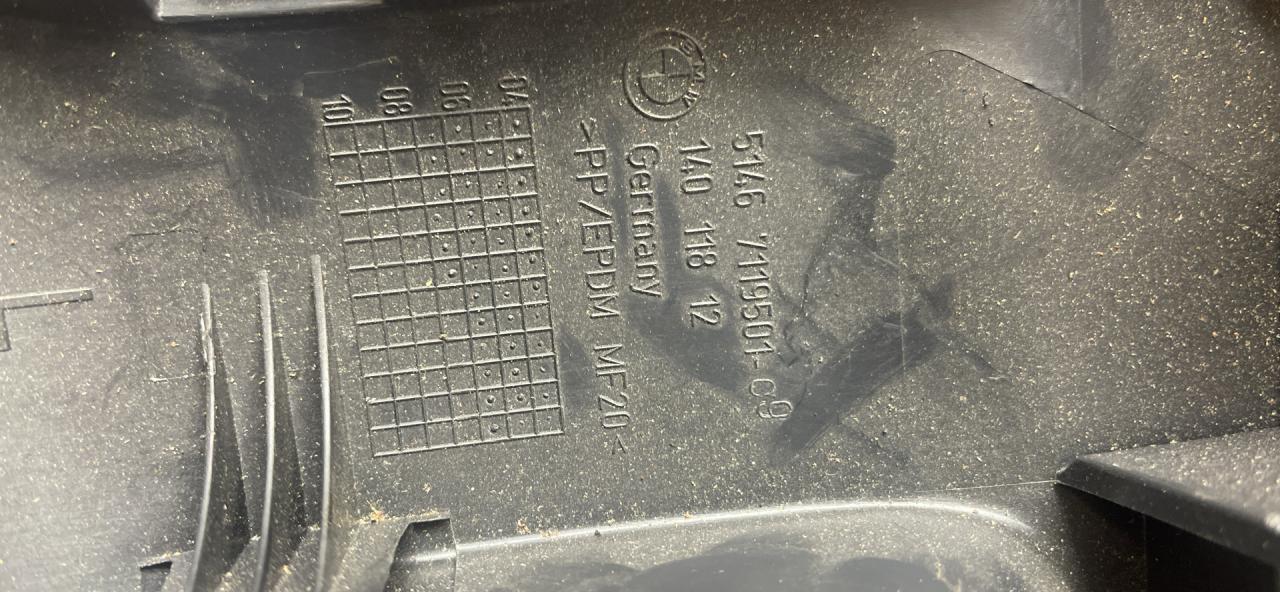 BMW
5146 7119501- c9
140 118 12
Germany
>PP/EPDM MF20<
04
06
08
10